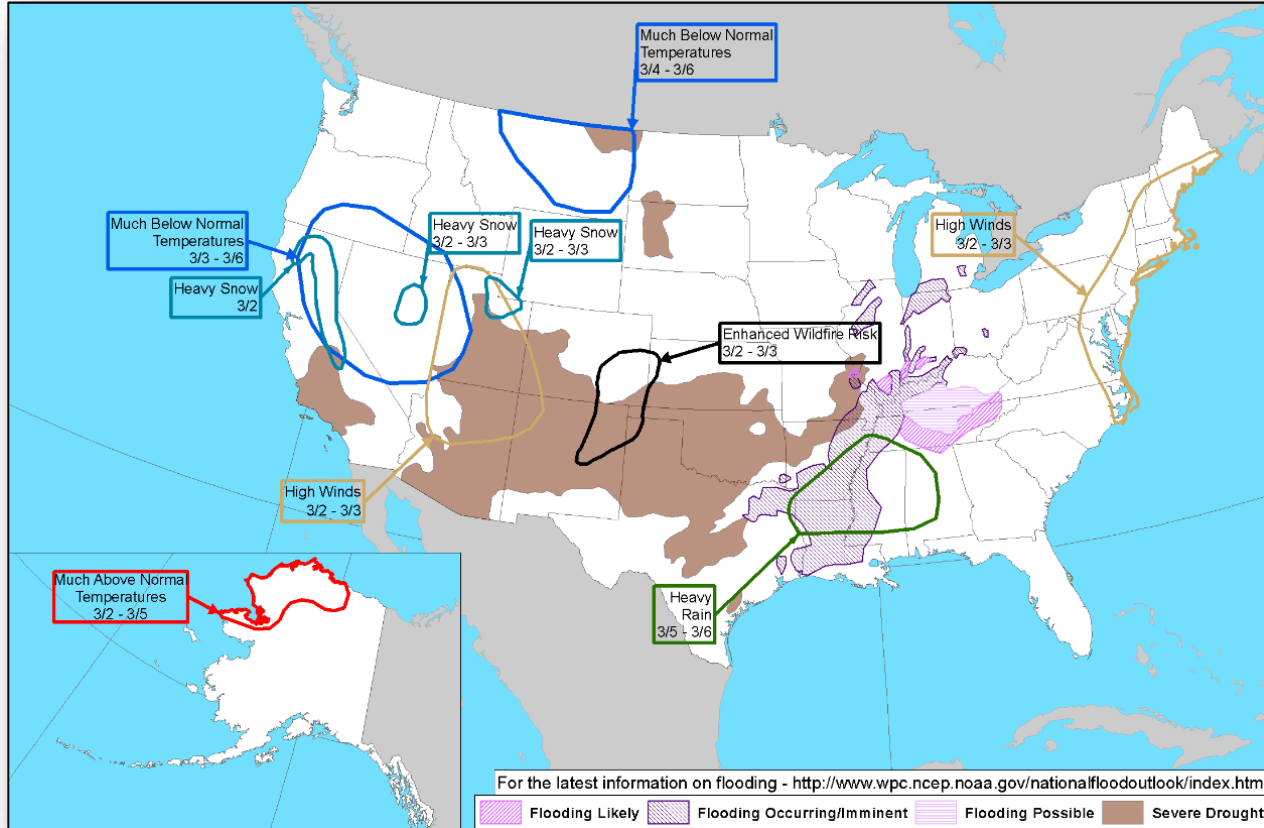 Much Below Normal
Temperatures
3/4 - 3/6
Much Below Normal
Temperatures
3/3 - 3/6
Heavy Snow
3/2 - 3/3
Heavy Snow
3/2 - 3/3
High Winds
3/2 - 3/3
Heavy Snow
3/2
Enhanced Wildfire Risk
3/2 - 3/3
High Winds
3/2 - 3/3
Much Above Normal
Temperatures
3/2 - 3/5
Heavy
Rain
3/5 - 3/6
For the latest information on flooding - http://www.wpc.ncep.noaa.gov/nationalfloodoutlook/index.htm
Flooding Likely Flooding Occurring/Imminent Flooding Possible Severe Drought